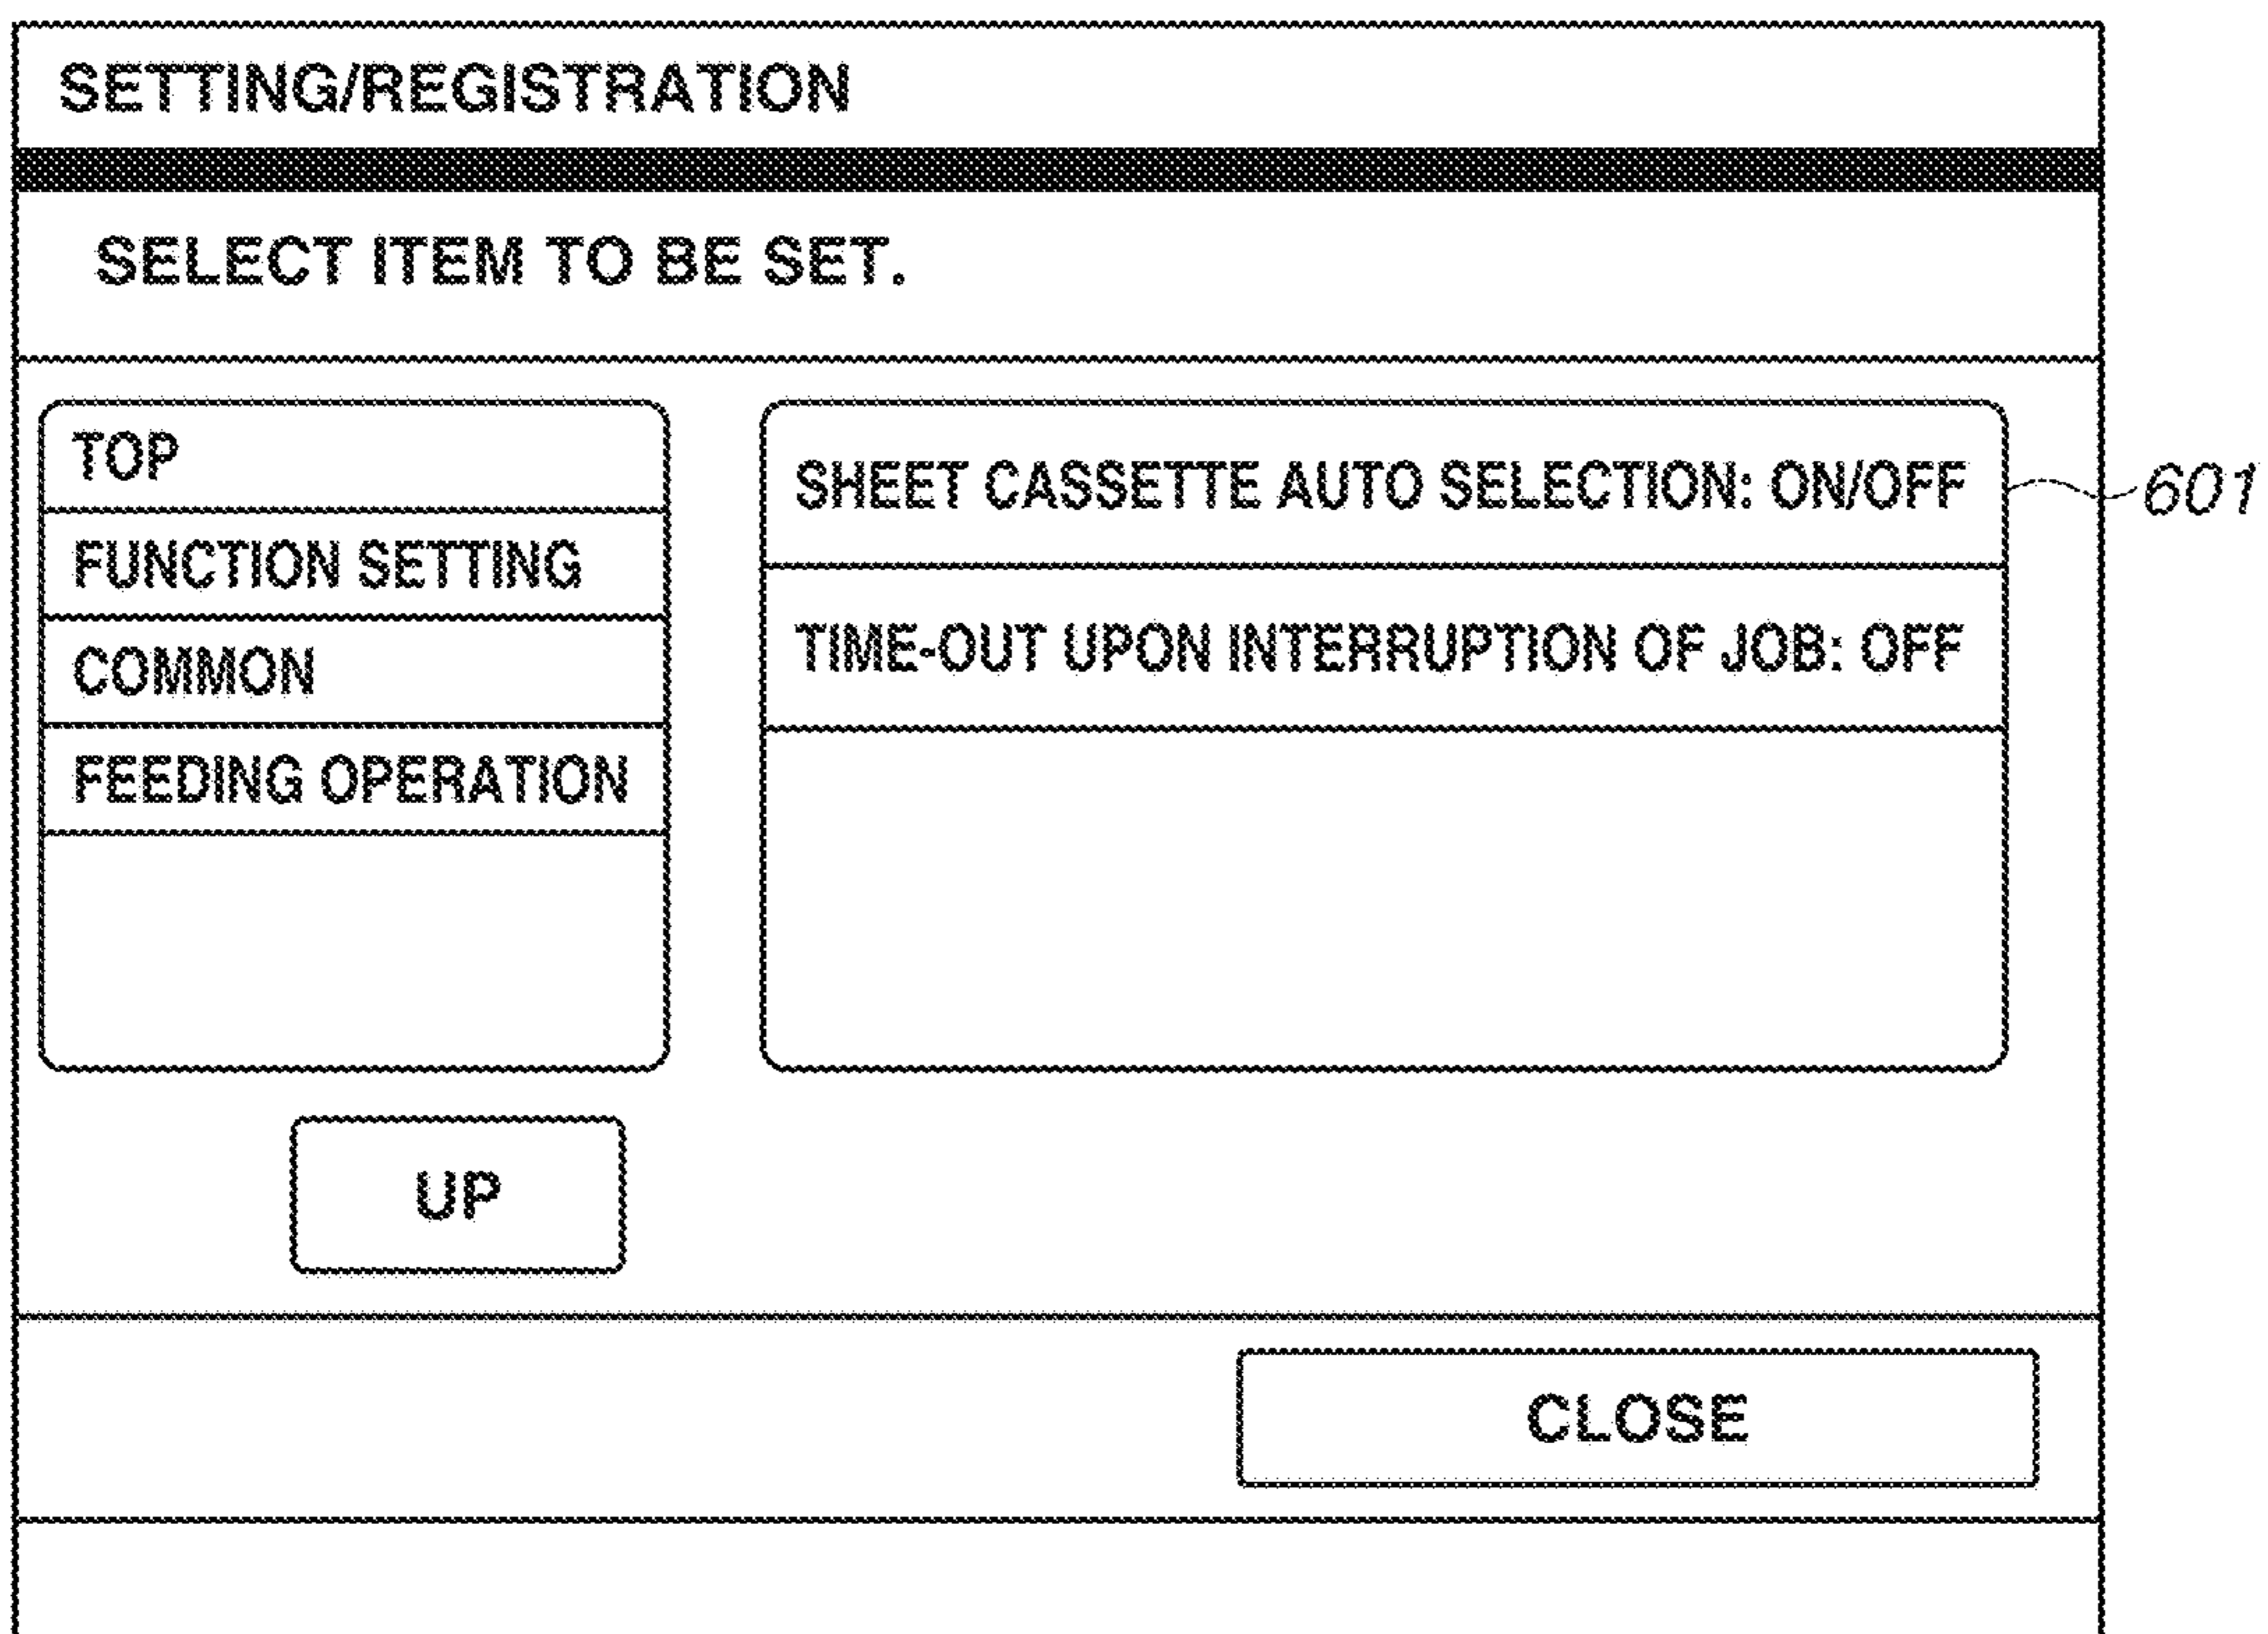 SETTING/REGISTRATION
SELECT ITEM TO BE SET.
TOP
FUNCTION SETTING
COMMON
FEEDING OPERATION
SHEET CASSETTE AUTO SELECTION: ON/OFF
601
TIME-OUT UPON INTERRUPTION OF JOB: OFF
UP
CLOSE